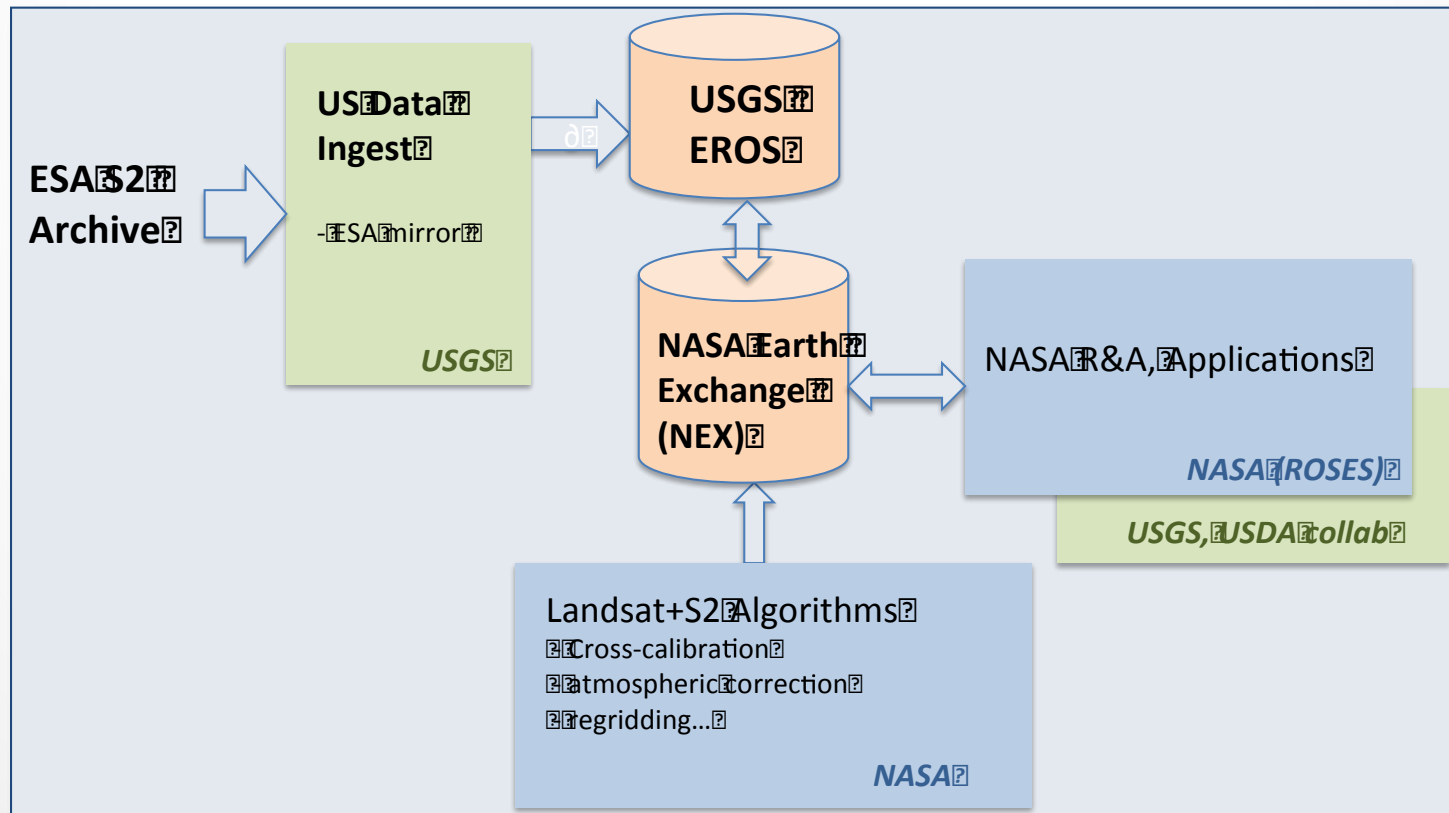 ESA S2
Archive
US Data
Ingest
- ESA mirror
USGS
USGS
EROS
NASA Earth
Exchange
(NEX)
NASA R&A, Applications
NASA (ROSES)
USGS, USDA collab
Landsat+S2 Algorithms
- Cross-calibration
- atmospheric correction
- regridding...
NASA